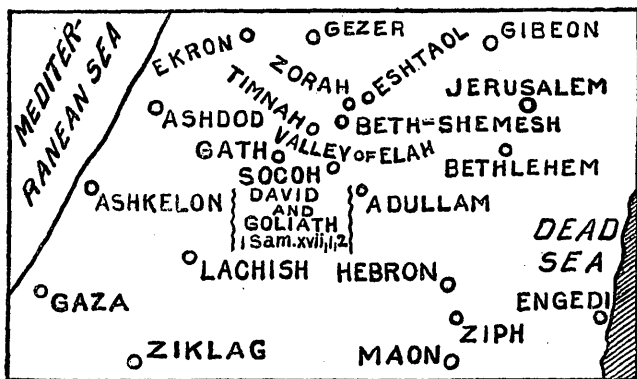 MEDITER-
RANEAN SEA
EKRON
GEZER
GIBEON
ZORAH
ESHTAOL
TIMNAH
JERUSALEM
ASHDOD
BETH-SHEMESH
VALLEY OF ELAH
GATH
BETHLEHEM
SOCOH
ASHKELON
DAVID
AND
GOLIATH
1 Sam. xvii, 1, 2
ADULLAM
DEAD
SEA
LACHISH
HEBRON
GAZA
ENGEDI
ZIPH
ZIKLAG
MAON